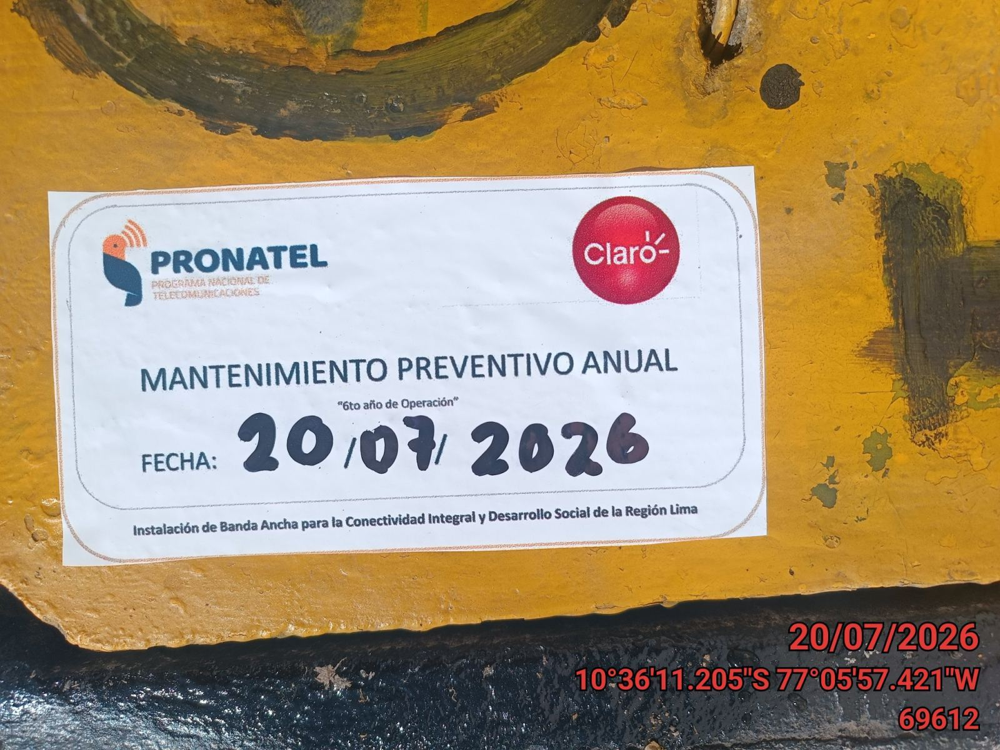 PRONATEL
PROGRAMA NACIONAL DE
TELECOMUNICACIONES
Claro
MANTENIMIENTO PREVENTIVO ANUAL
"6to año de Operación"
FECHA: 20/07/2026
Instalación de Banda Ancha para la Conectividad Integral y Desarrollo Social de la Región Lima
20/07/2026
10°36'11.205"S 77°05'57.421"W
69612